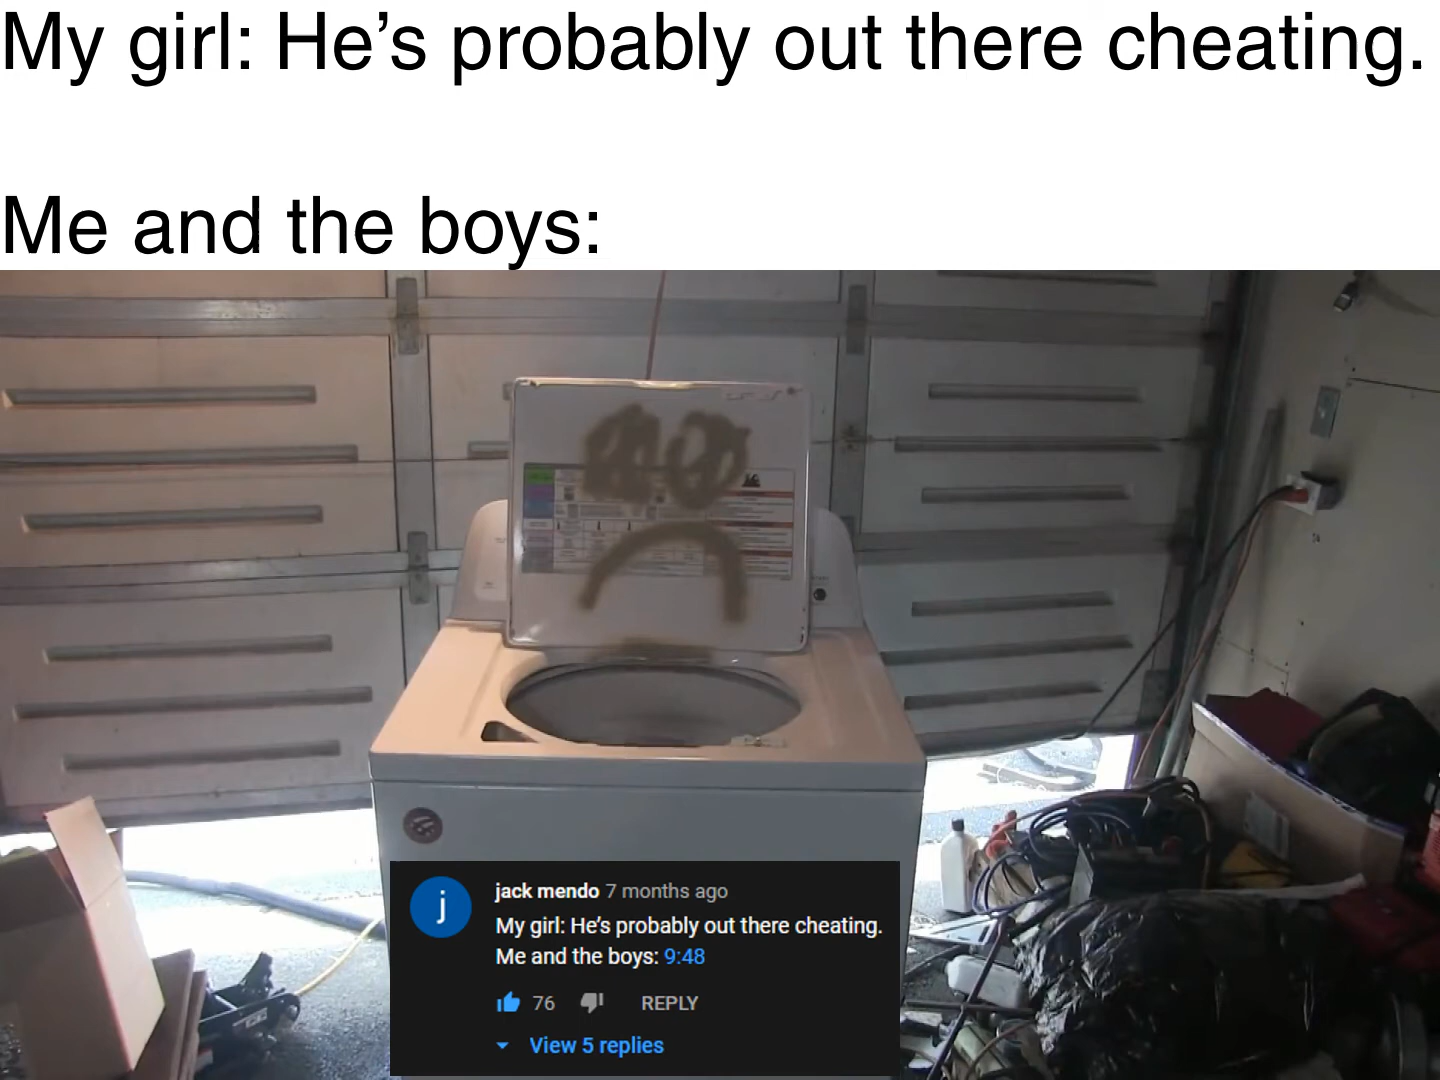 My girl: He’s probably out there cheating.
Me and the boys:
j
jack mendo 7 months ago
My girl: He’s probably out there cheating.
Me and the boys: 9:48
76 REPLY
View 5 replies